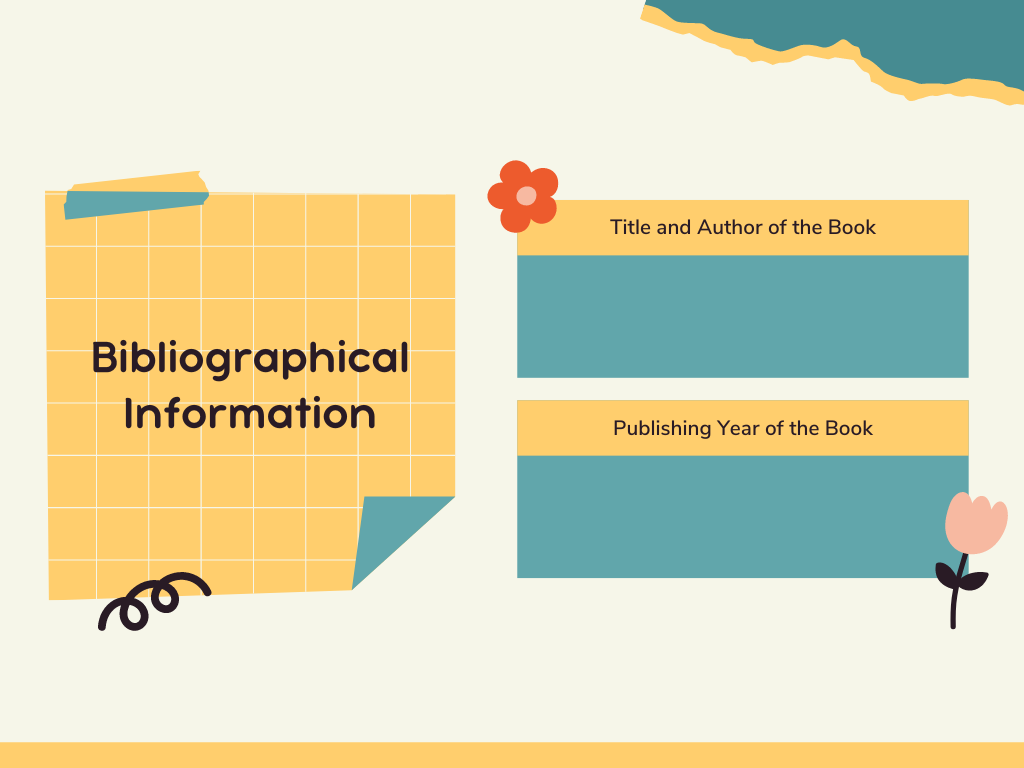 Bibliographical
Information
Title and Author of the Book
Publishing Year of the Book